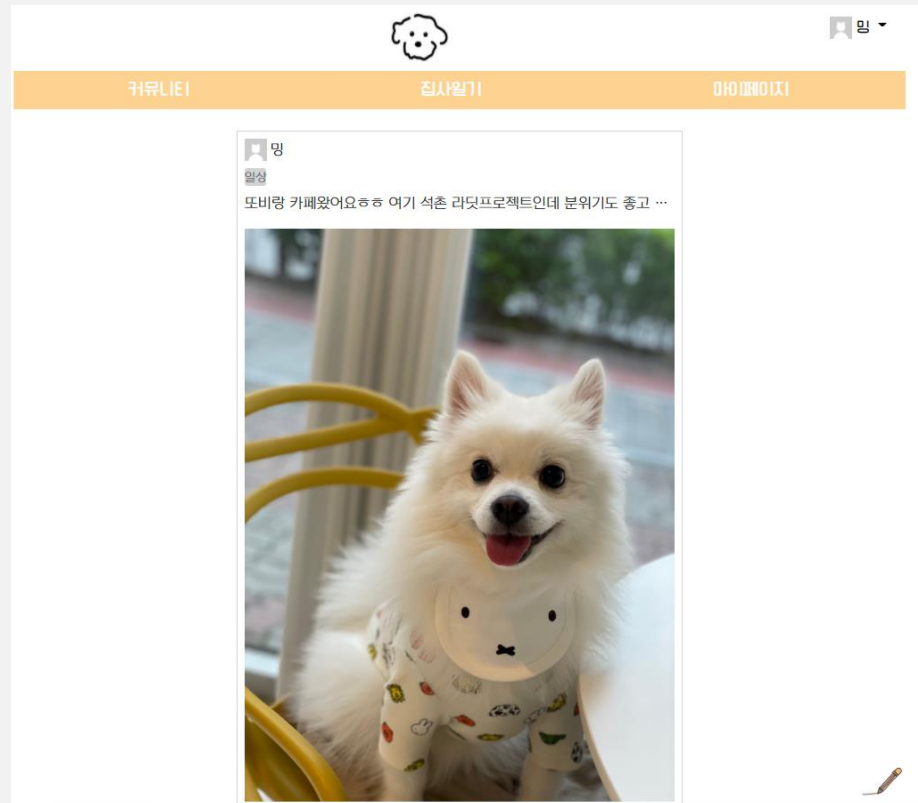 밍
커뮤니티 집사일기 마이페이지
밍
일상
또비랑 카페왔어요ㅎㅎ 여기 석촌 라딧프로젝트인데 분위기도 좋고 …